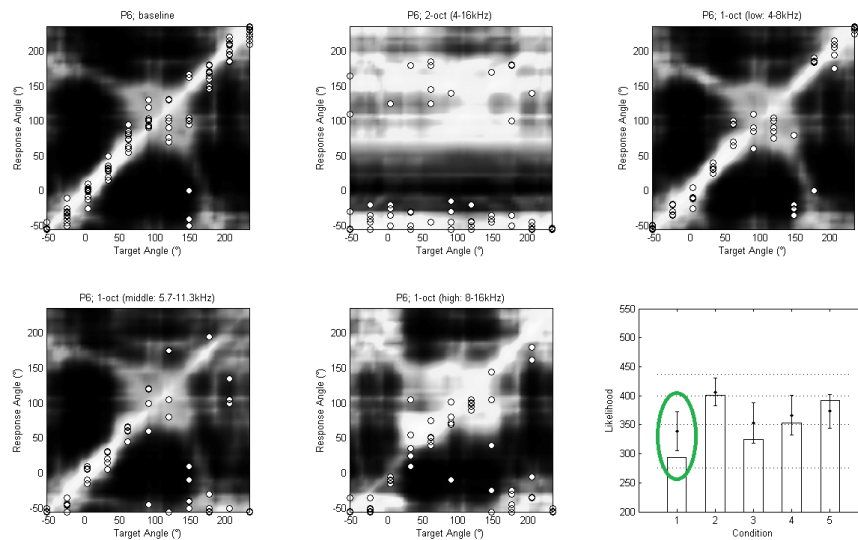 P6; baseline
P6; 2-oct (4-16kHz)
P6; 1-oct (low: 4-8kHz)
200
150
100
50
0
-50
Response Angle (º)
-50 0 50 100 150 200
Target Angle (º)
200
150
100
50
0
-50
Response Angle (º)
-50 0 50 100 150 200
Target Angle (º)
200
150
100
50
0
-50
Response Angle (º)
-50 0 50 100 150 200
Target Angle (º)
P6; 1-oct (middle: 5.7-11.3kHz)
P6; 1-oct (high: 8-16kHz)
200
150
100
50
0
-50
Response Angle (º)
-50 0 50 100 150 200
Target Angle (º)
200
150
100
50
0
-50
Response Angle (º)
-50 0 50 100 150 200
Target Angle (º)
550
500
450
400
350
300
250
200
Likelihood
1 2 3 4 5
Condition